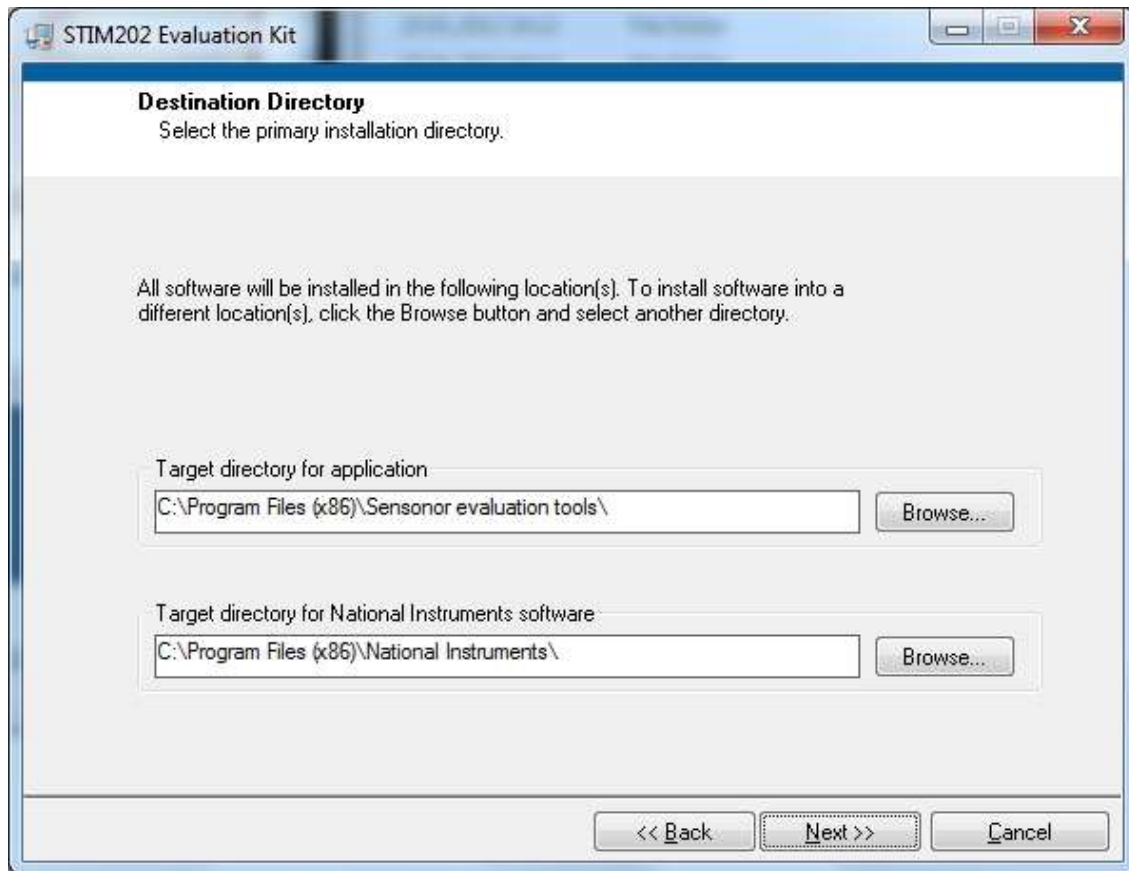 STIM202 Evaluation Kit
Destination Directory
Select the primary installation directory.
All software will be installed in the following location(s). To install software into a
different location(s), click the Browse button and select another directory.
Target directory for application
C:\Program Files (x86)\Sensonor evaluation tools\
Browse...
Target directory for National Instruments software
C:\Program Files (x86)\National Instruments\
Browse...
<< Back
Next >>
Cancel